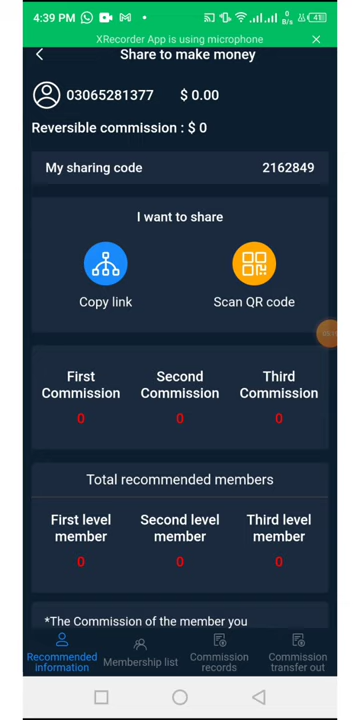 4:39 PM
0 B/s
41
XRecorder App is using microphone
Share to make money
03065281377 $ 0.00
Reversible commission : $ 0
My sharing code 2162849
I want to share
Copy link Scan QR code
First Commission Second Commission Third Commission
0 0 0
Total recommended members
First level member Second level member Third level member
0 0 0
*The Commission of the member you
Recommended information Membership list Commission records Commission transfer out